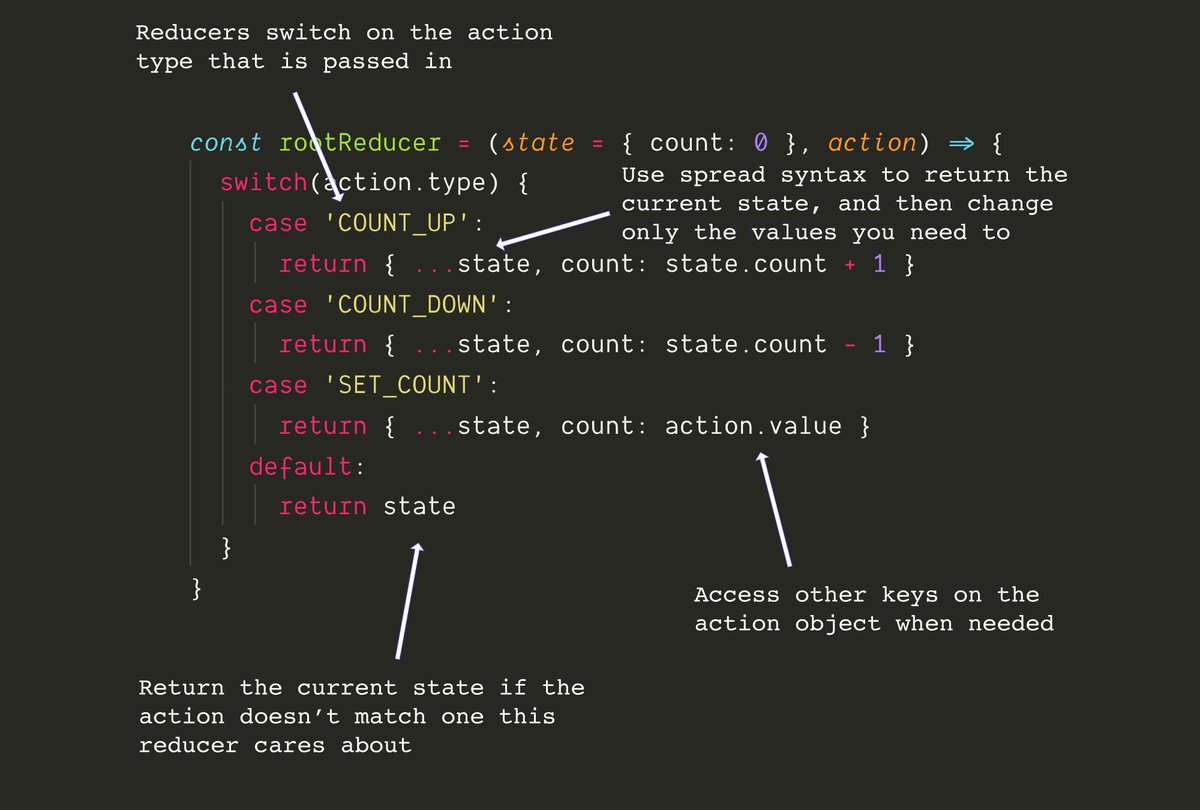 Reducers switch on the action
type that is passed in
const rootReducer = (state = { count: 0 }, action) => {
switch(action.type) {
Use spread syntax to return the
current state, and then change
only the values you need to
case 'COUNT_UP':
return { ...state, count: state.count + 1 }
case 'COUNT_DOWN':
return { ...state, count: state.count - 1 }
case 'SET_COUNT':
return { ...state, count: action.value }
default:
return state
}
}
Access other keys on the
action object when needed
Return the current state if the
action doesn’t match one this
reducer cares about